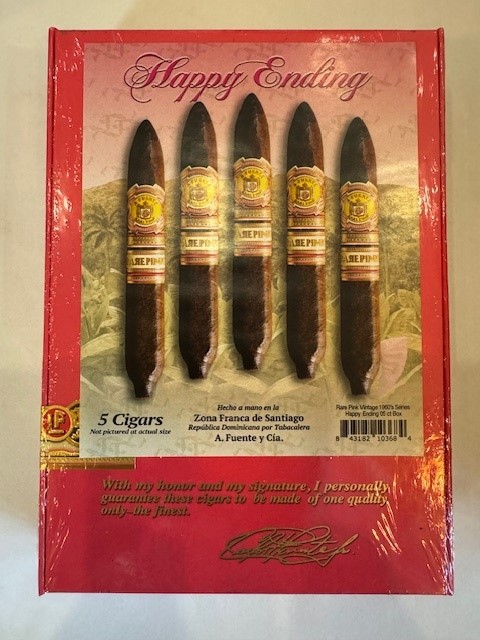 Happy Ending
5 Cigars
Not pictured at actual size
Hecho a mano en la
Zona Franca de Santiago
República Dominicana por Tabacalera
A. Fuente y Cia.
Rare Pink Vintage 1960's Series
Happy Ending 05 ct Box
8 43182 10368 4
With my honor and my signature, I personally
guarantee these cigars to be made of one quality
only–the finest.